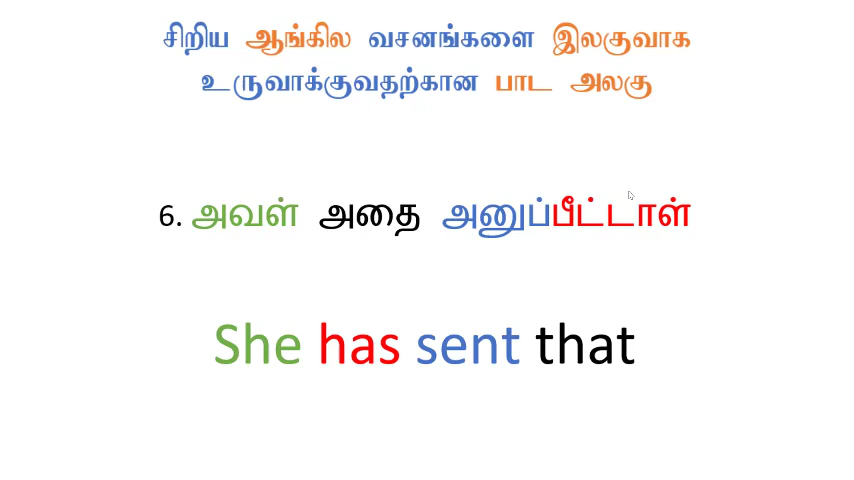 சிறிய ஆங்கில வசனங்களை இலகுவாக
உருவாக்குவதற்கான பாட அலகு
6. அவள் அதை அனுப்பீட்டாள்
She has sent that